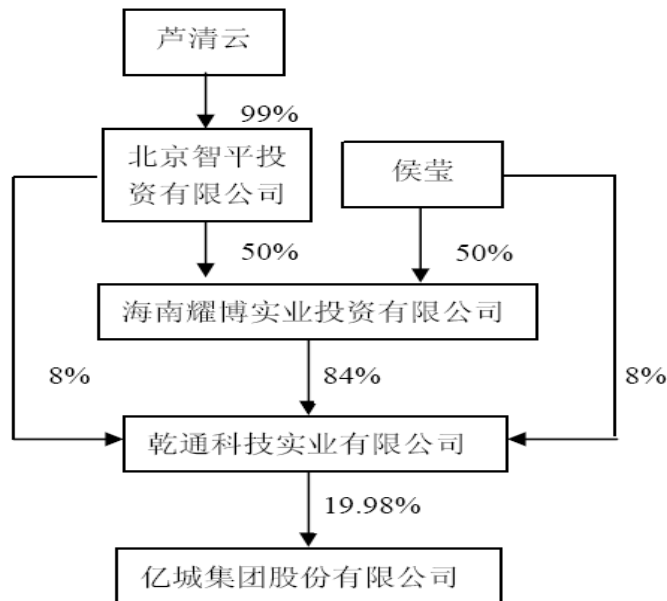 芦清云
99%
北京智平投
资有限公司
侯莹
50%
50%
海南耀博实业投资有限公司
8%
84%
8%
乾通科技实业有限公司
19.98%
亿城集团股份有限公司